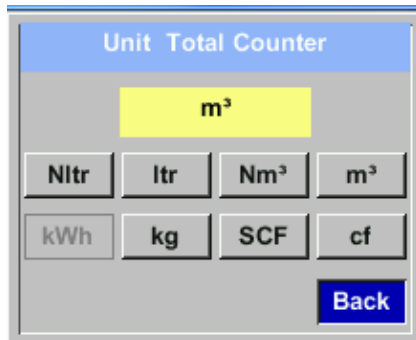 Unit Total Counter
m³
Nltr ltr Nm³ m³
kWh kg SCF cf
Back